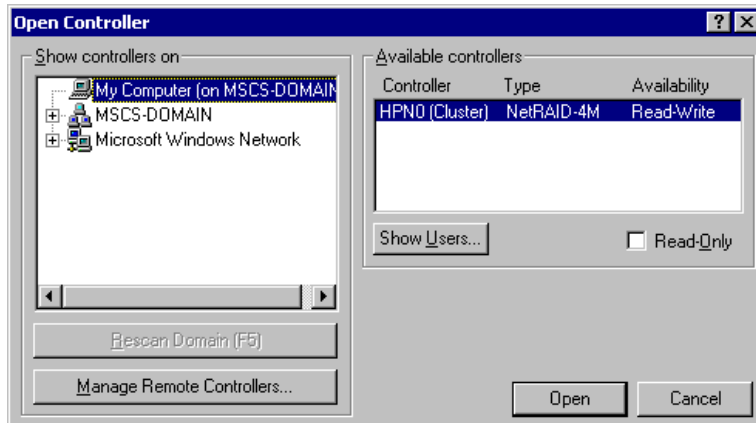 Open Controller
Show controllers on
My Computer (on MSCS-DOMAIN
MSCS-DOMAIN
Microsoft Windows Network
Rescan Domain (F5)
Manage Remote Controllers...
Available controllers
Controller Type Availability
HPN0 (Cluster) NetRAID-4M Read-Write
Show Users...
Read-Only
Open
Cancel